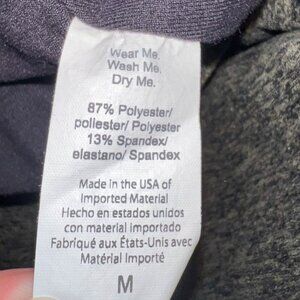 Wear Me.
Wash Me.
Dry Me.
87% Polyester/
poliester/ Polyester
13% Spandex/
elastano/ Spandex
Made in the USA of
Imported Material
Hecho en estados unidos
con material importado
Fabriqué aux États-Unis avec
Matérial Importé
M